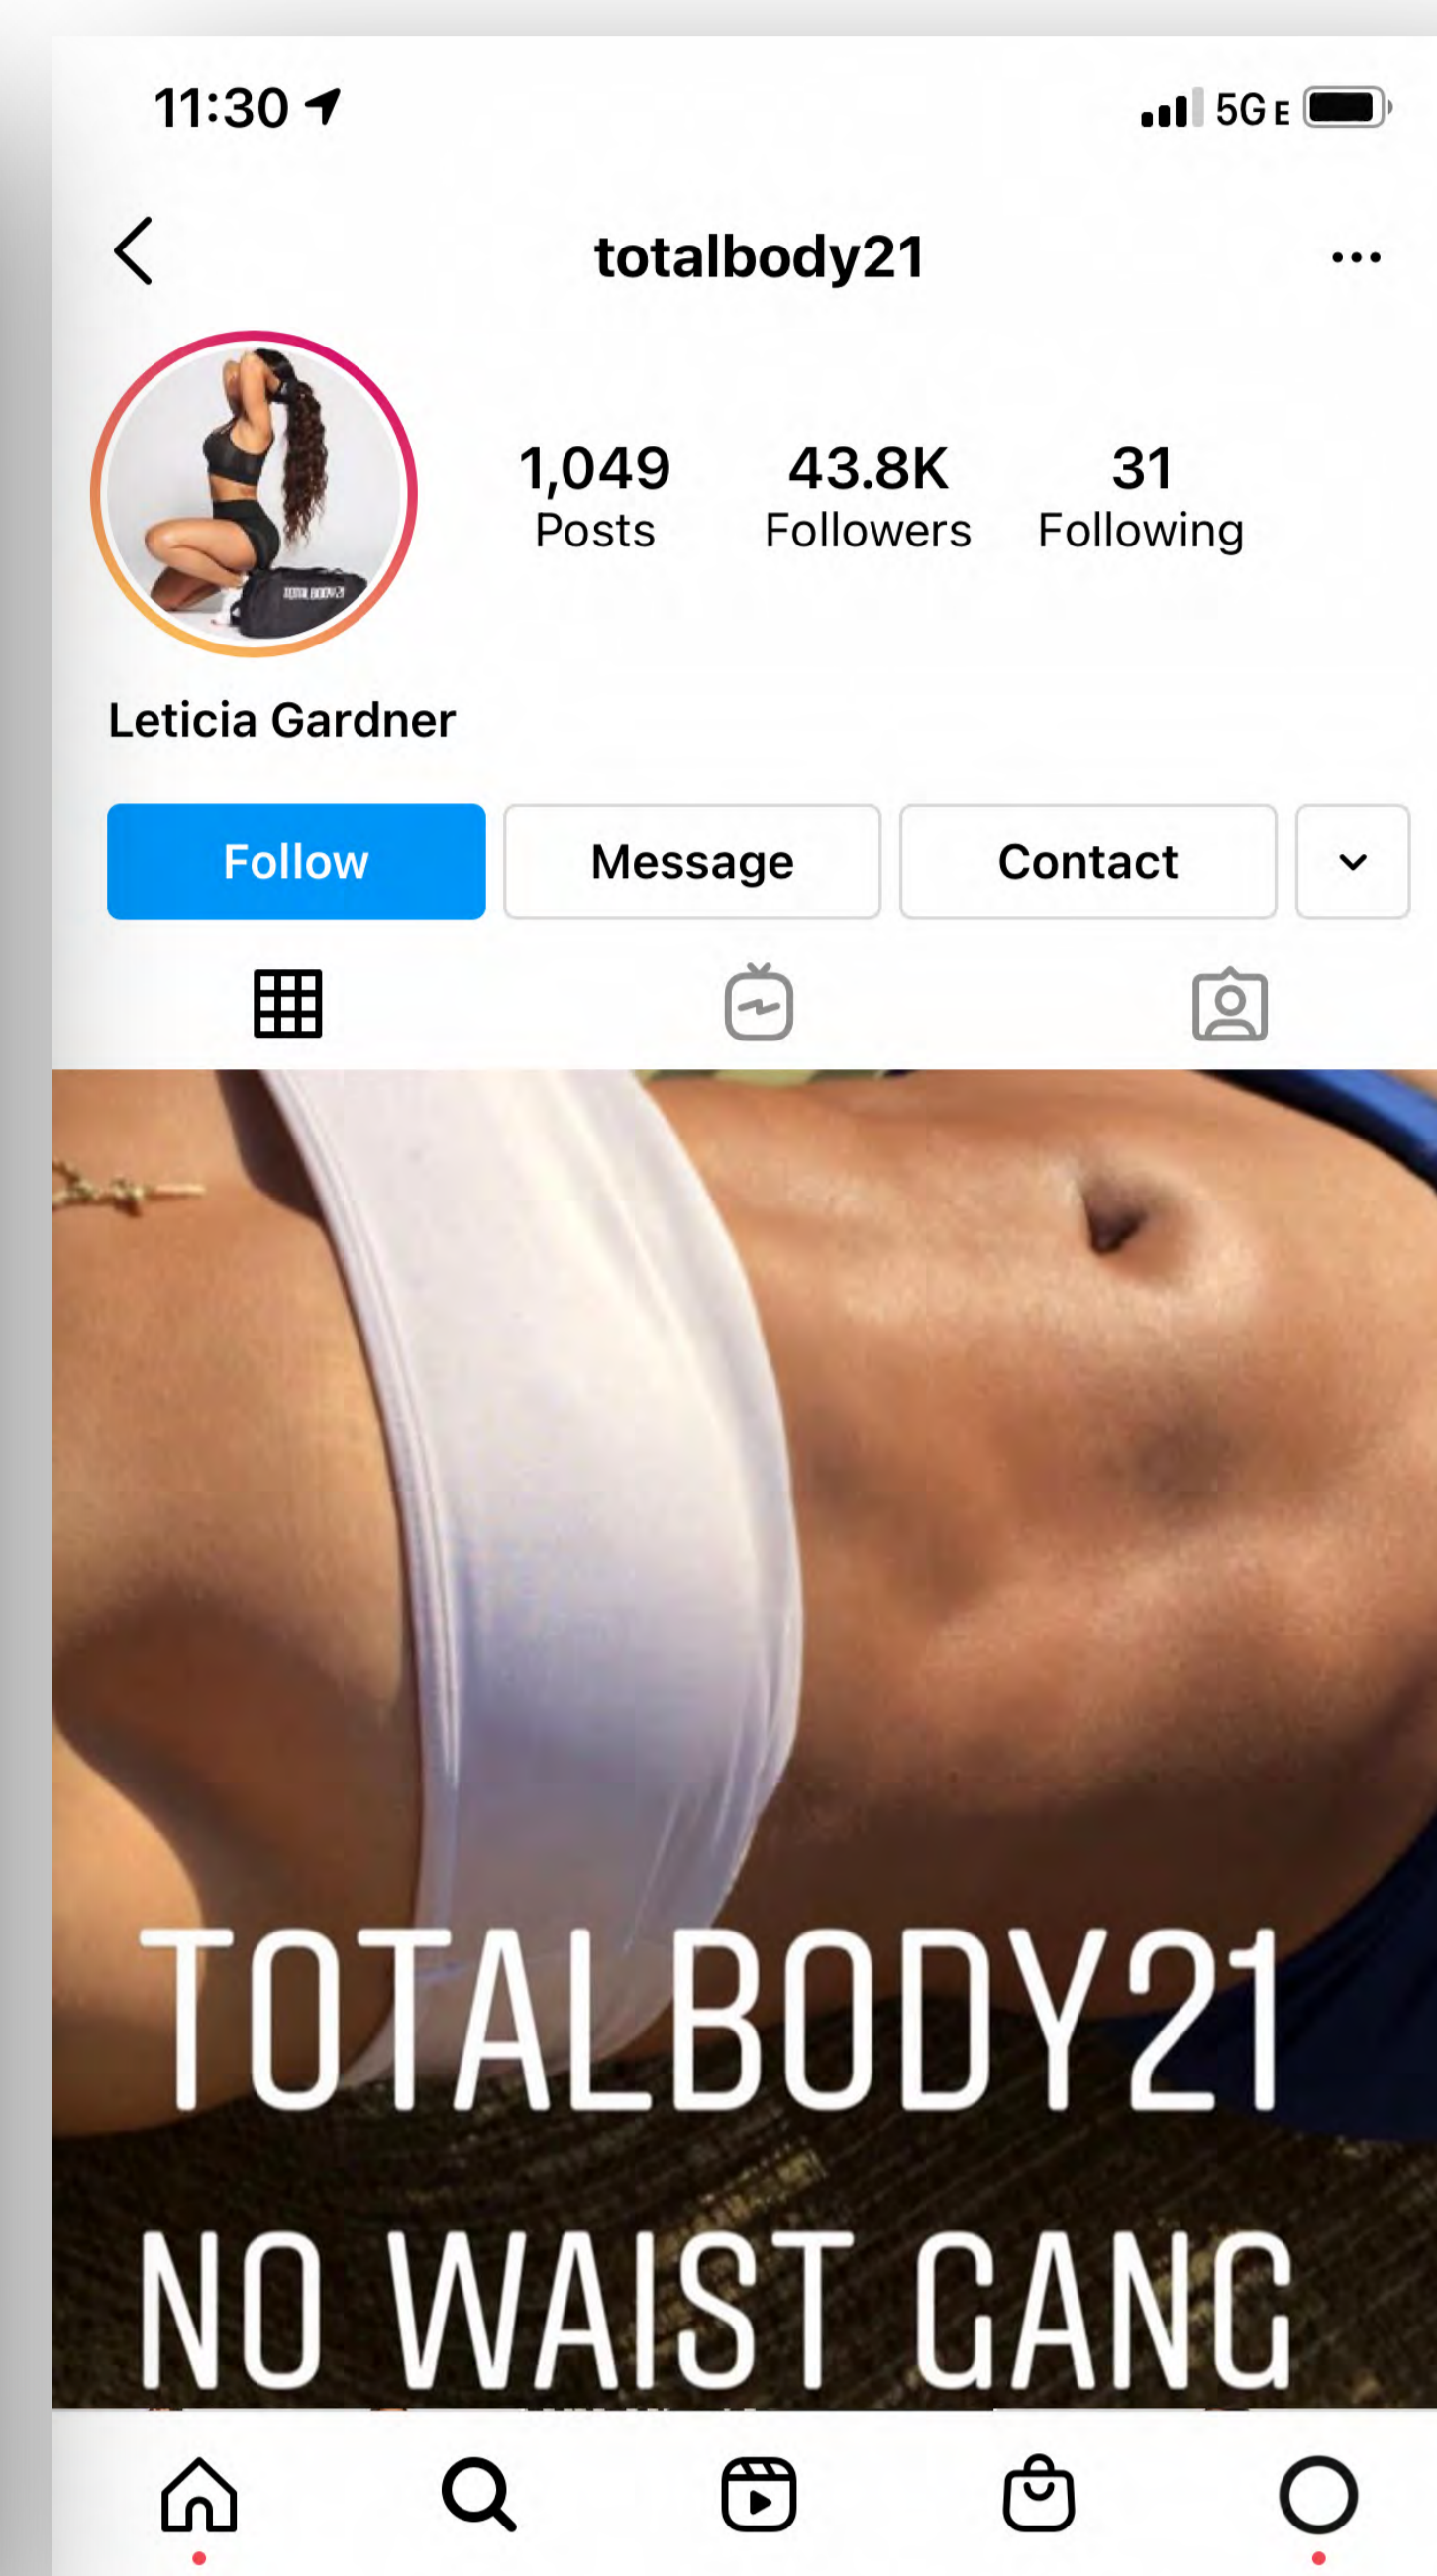 11:30
5G E
totalbody21
1,049
Posts
43.8K
Followers
31
Following
TOTALBODY21
Leticia Gardner
Follow
Message
Contact
TOTALBODY21
NO WAIST GANG